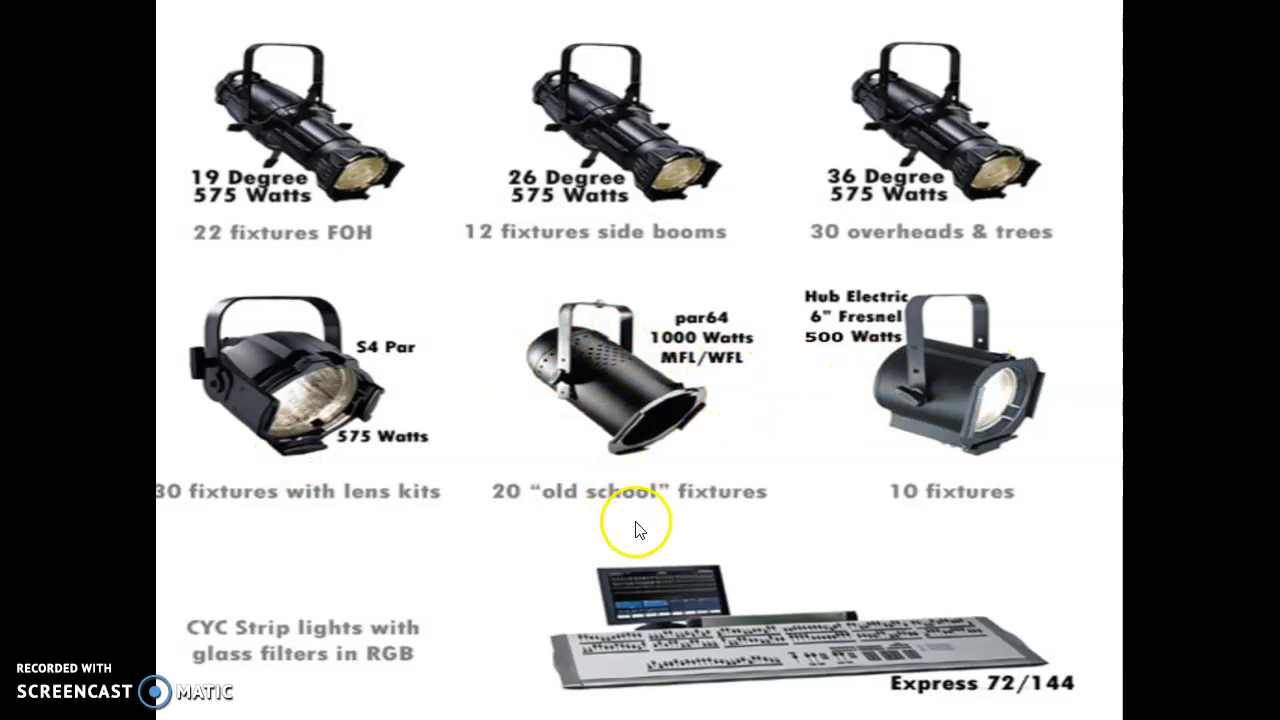 19 Degree
575 Watts
22 fixtures FOH
26 Degree
575 Watts
12 fixtures side booms
36 Degree
575 Watts
30 overheads & trees
S4 Par
575 Watts
30 fixtures with lens kits
par64
1000 Watts
MFL/WFL
20 “old school” fixtures
Hub Electric
6” Fresnel
500 Watts
10 fixtures
CYC Strip lights with
glass filters in RGB
Express 72/144
RECORDED WITH
SCREENCAST MATIC